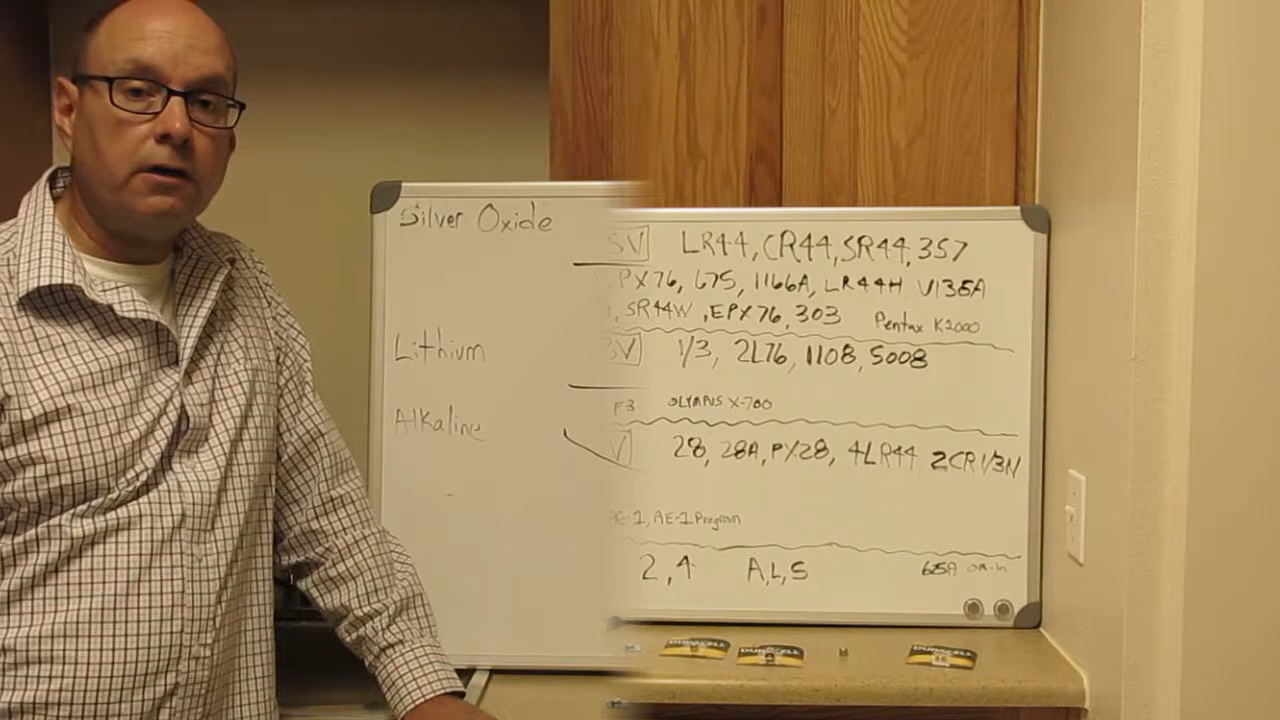 Silver Oxide
Lithium
Alkaline
5V LR44, CR44, SR44, 357
PX76, 675, 1166A, LR44H V13GA
, SR44W, EPX76, 303 Pentax K1000
3V 1/3, 2L76, 1108, 5008
F3 OLYMPUS X-700
V 28, 28A, PX28, 4LR44 2CR1/3N
AE-1, AE-1 Program
2, 4 A, L, S 625A
DURACELL
DURACELL
DURACELL